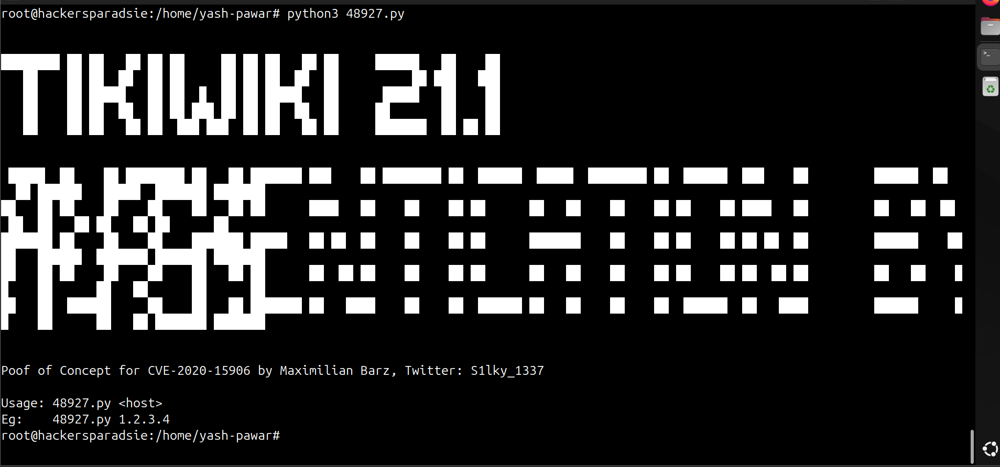 root@hackersparadsie:/home/yash-pawar# python3 48927.py
TIKIWIKI 21.1
Poof of Concept for CVE-2020-15906 by Maximilian Barz, Twitter: S1lky_1337
Usage: 48927.py <host>
Eg:    48927.py 1.2.3.4
root@hackersparadsie:/home/yash-pawar#